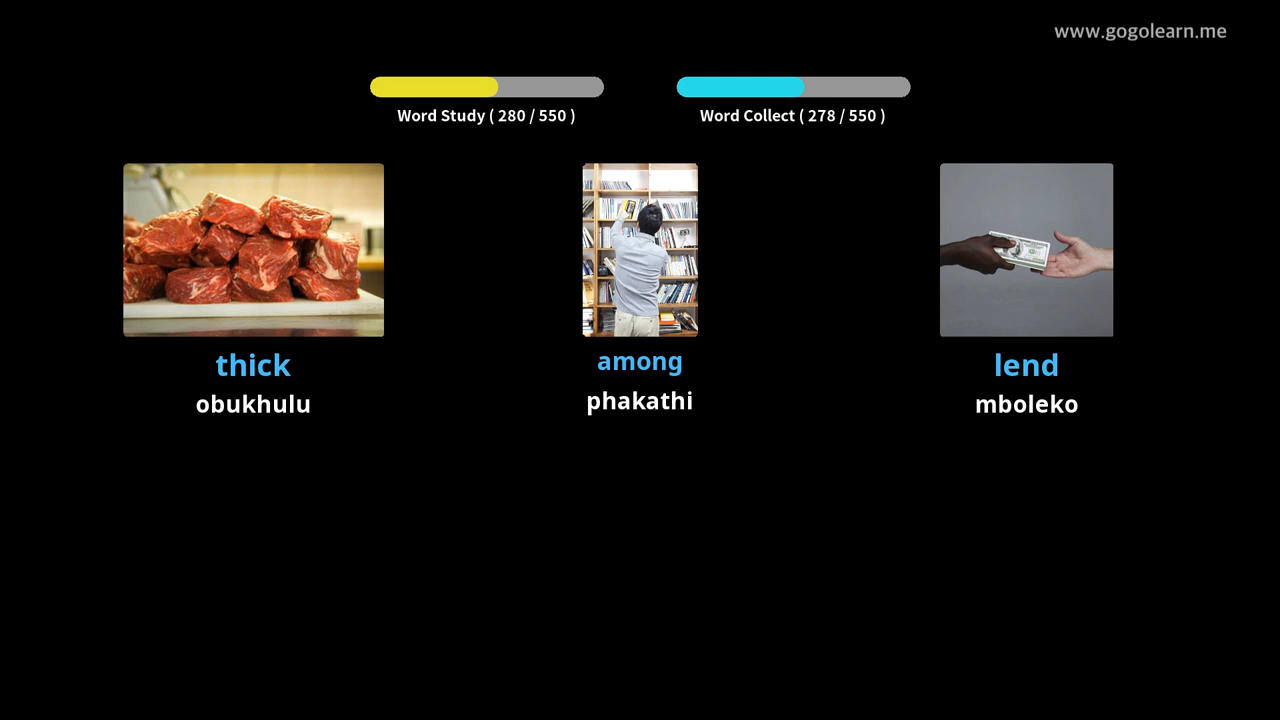 www.gogolearn.me
Word Study ( 280 / 550 )
Word Collect ( 278 / 550 )
thick
among
lend
obukhulu
phakathi
mboleko